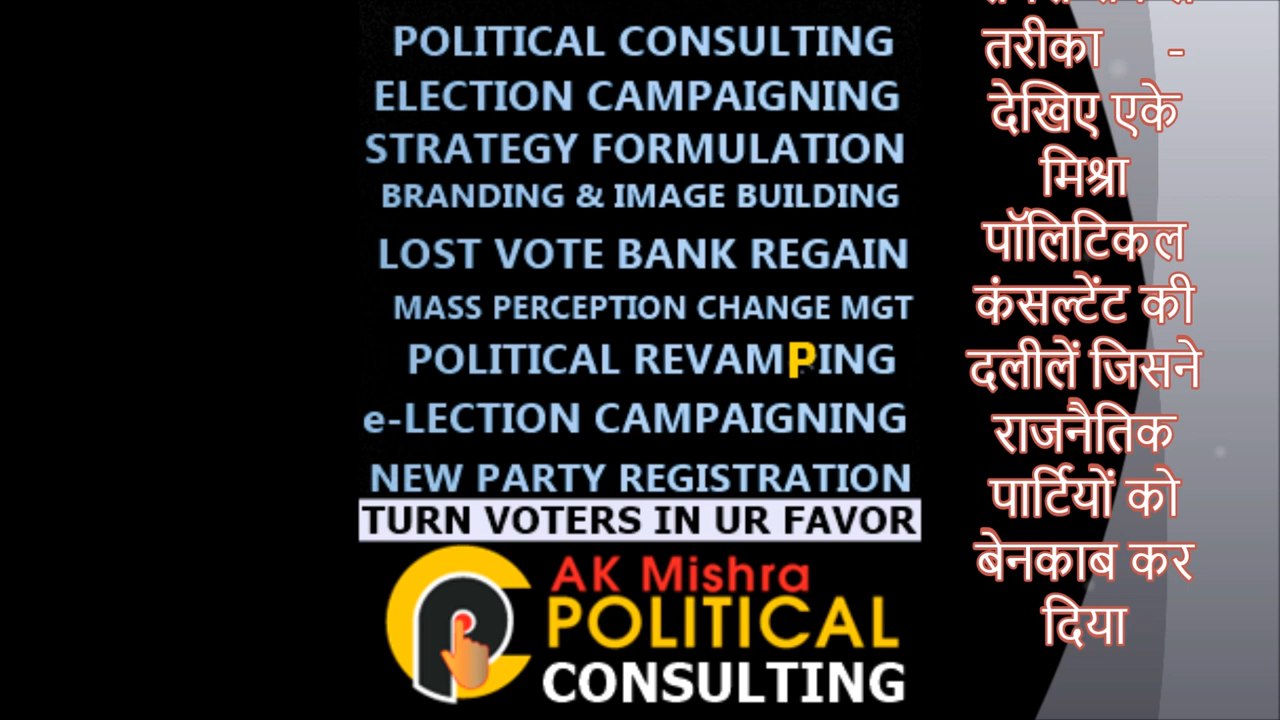 POLITICAL CONSULTING
ELECTION CAMPAIGNING
STRATEGY FORMULATION
BRANDING & IMAGE BUILDING
LOST VOTE BANK REGAIN
MASS PERCEPTION CHANGE MGT
POLITICAL REVAMPING
e-LECTION CAMPAIGNING
NEW PARTY REGISTRATION
TURN VOTERS IN UR FAVOR
AK Mishra
POLITICAL
CONSULTING
तरीका -
देखिए एके
मिश्रा
पॉलिटिकल
कंसल्टेंट की
दलीलें जिसने
राजनैतिक
पार्टियों को
बेनकाब कर
दिया